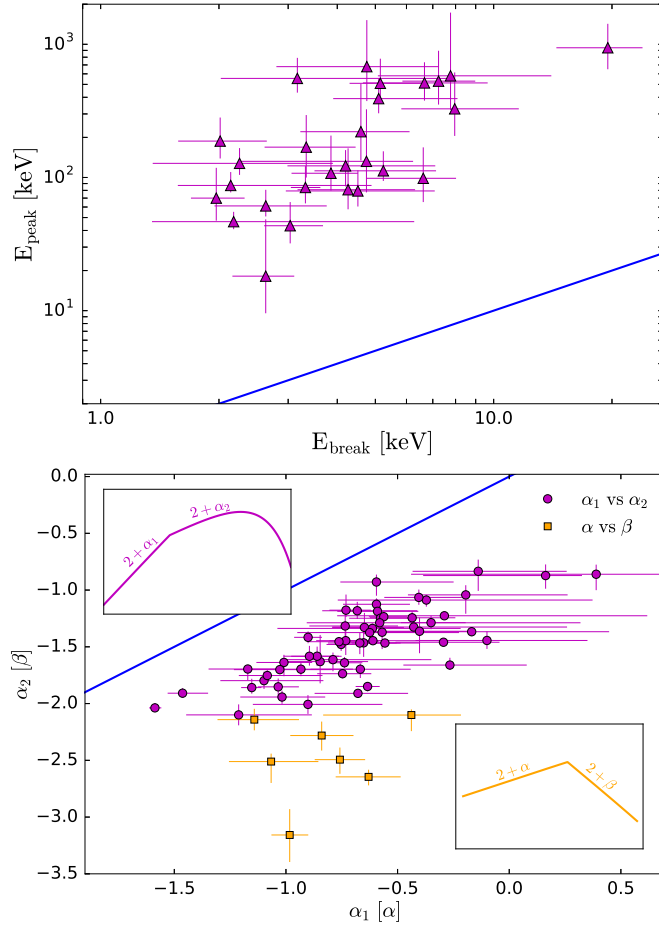 10³
10²
10¹
E_peak [keV]
1.0
10.0
E_break [keV]
0.0
−0.5
−1.0
−1.5
−2.0
−2.5
−3.0
−3.5
α₂ [β]
2+α₁
2+α₂
α₁ vs α₂
α vs β
2+α
2+β
−1.5
−1.0
−0.5
0.0
0.5
α₁ [α]